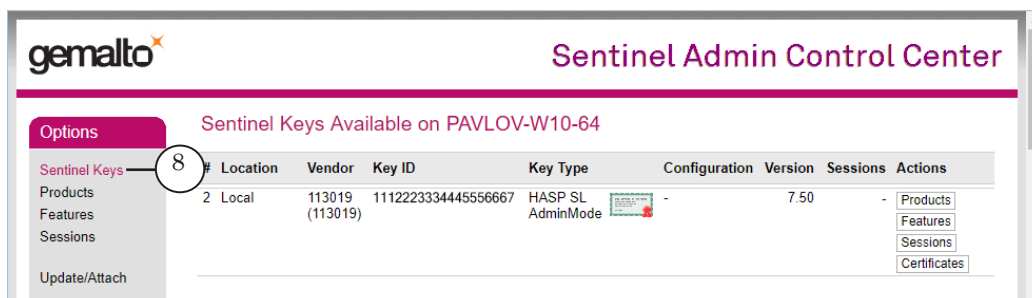 gemalto
Sentinel Admin Control Center
Options
Sentinel Keys
Products
Features
Sessions
Update/Attach
8
Sentinel Keys Available on PAVLOV-W10-64
# Location Vendor Key ID Key Type Configuration Version Sessions Actions
2 Local 113019 1112223334445556667 HASP SL - 7.50 - Products
(113019) AdminMode
Features
Sessions
Certificates